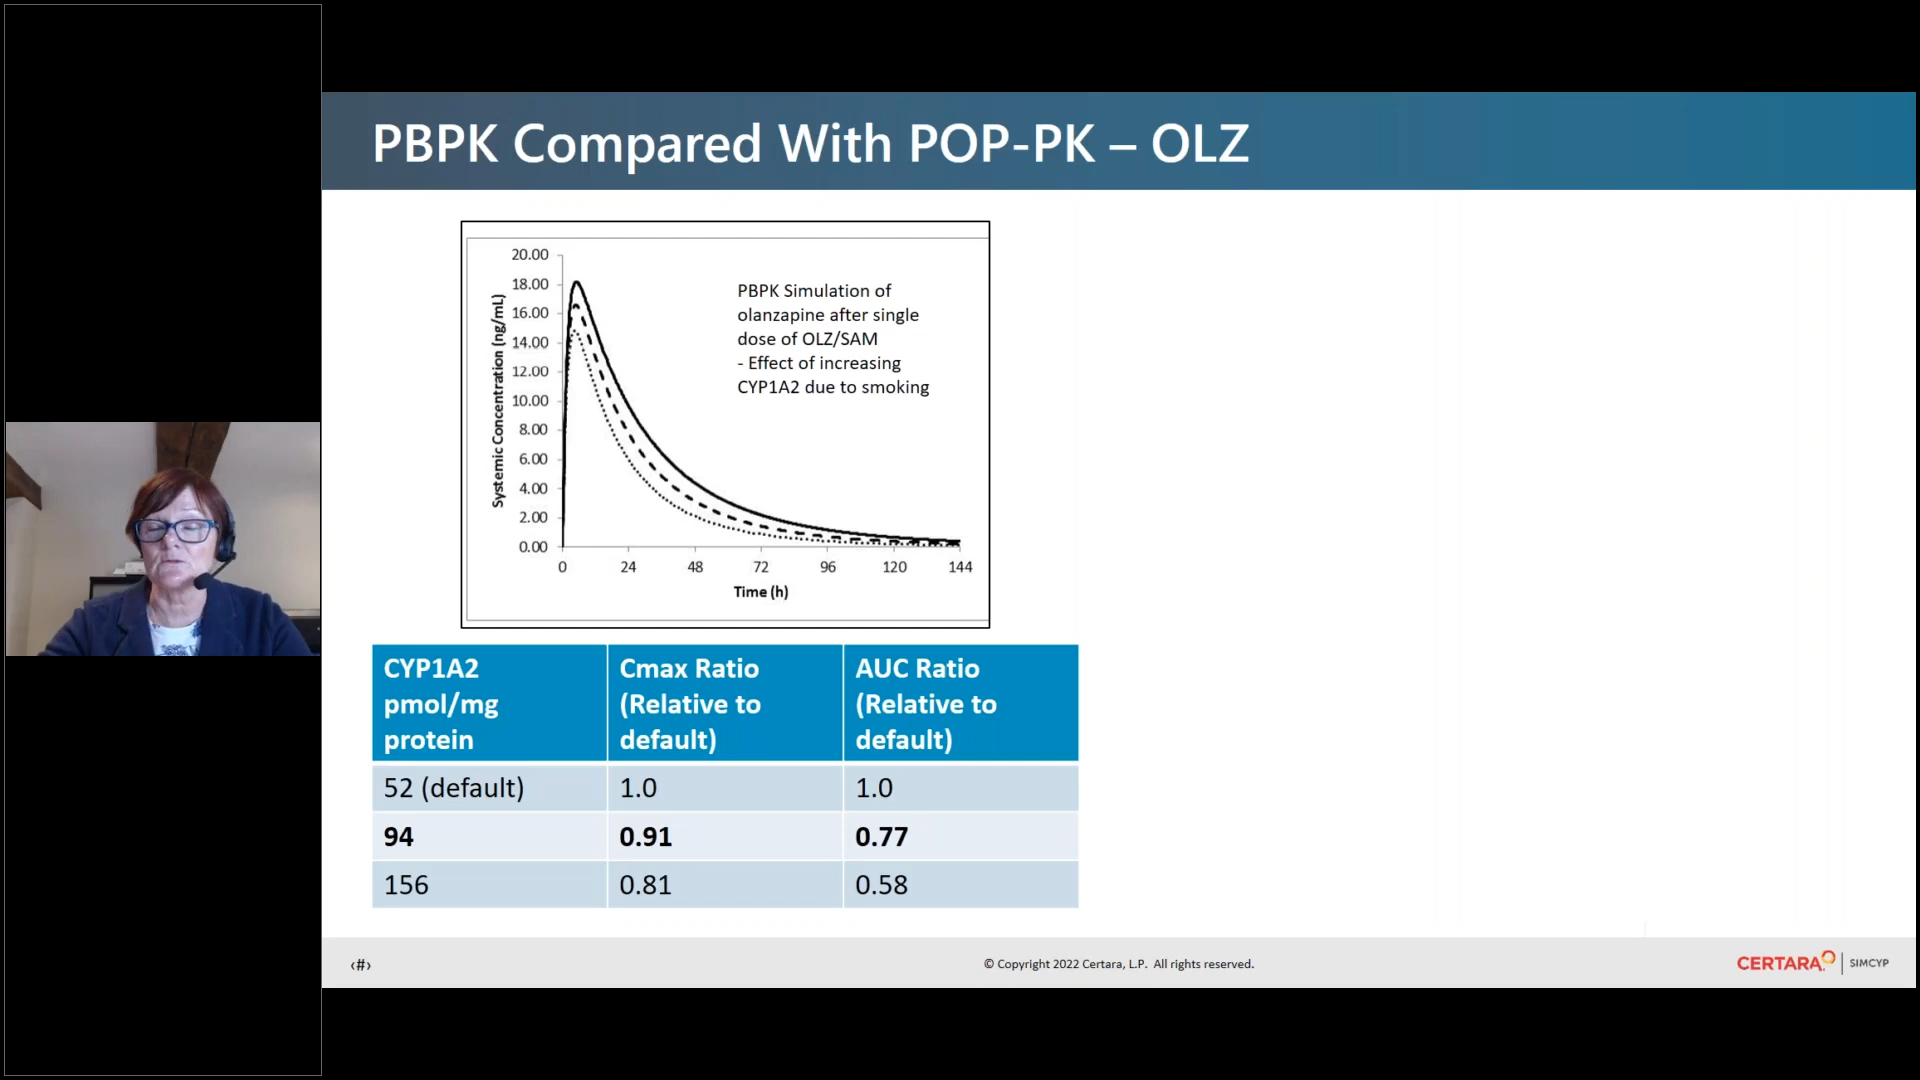 PBPK Compared With POP-PK – OLZ
20.00
18.00
16.00
14.00
12.00
10.00
8.00
6.00
4.00
2.00
0.00
Systemic Concentration (ng/mL)
PBPK Simulation of
olanzapine after single
dose of OLZ/SAM
- Effect of increasing
CYP1A2 due to smoking
0 24 48 72 96 120 144
Time (h)
CYP1A2 pmol/mg protein | Cmax Ratio (Relative to default) | AUC Ratio (Relative to default)
52 (default) 1.0 1.0
94 0.91 0.77
156 0.81 0.58
‹#›
© Copyright 2022 Certara, L.P. All rights reserved.
CERTARA | SIMCYP